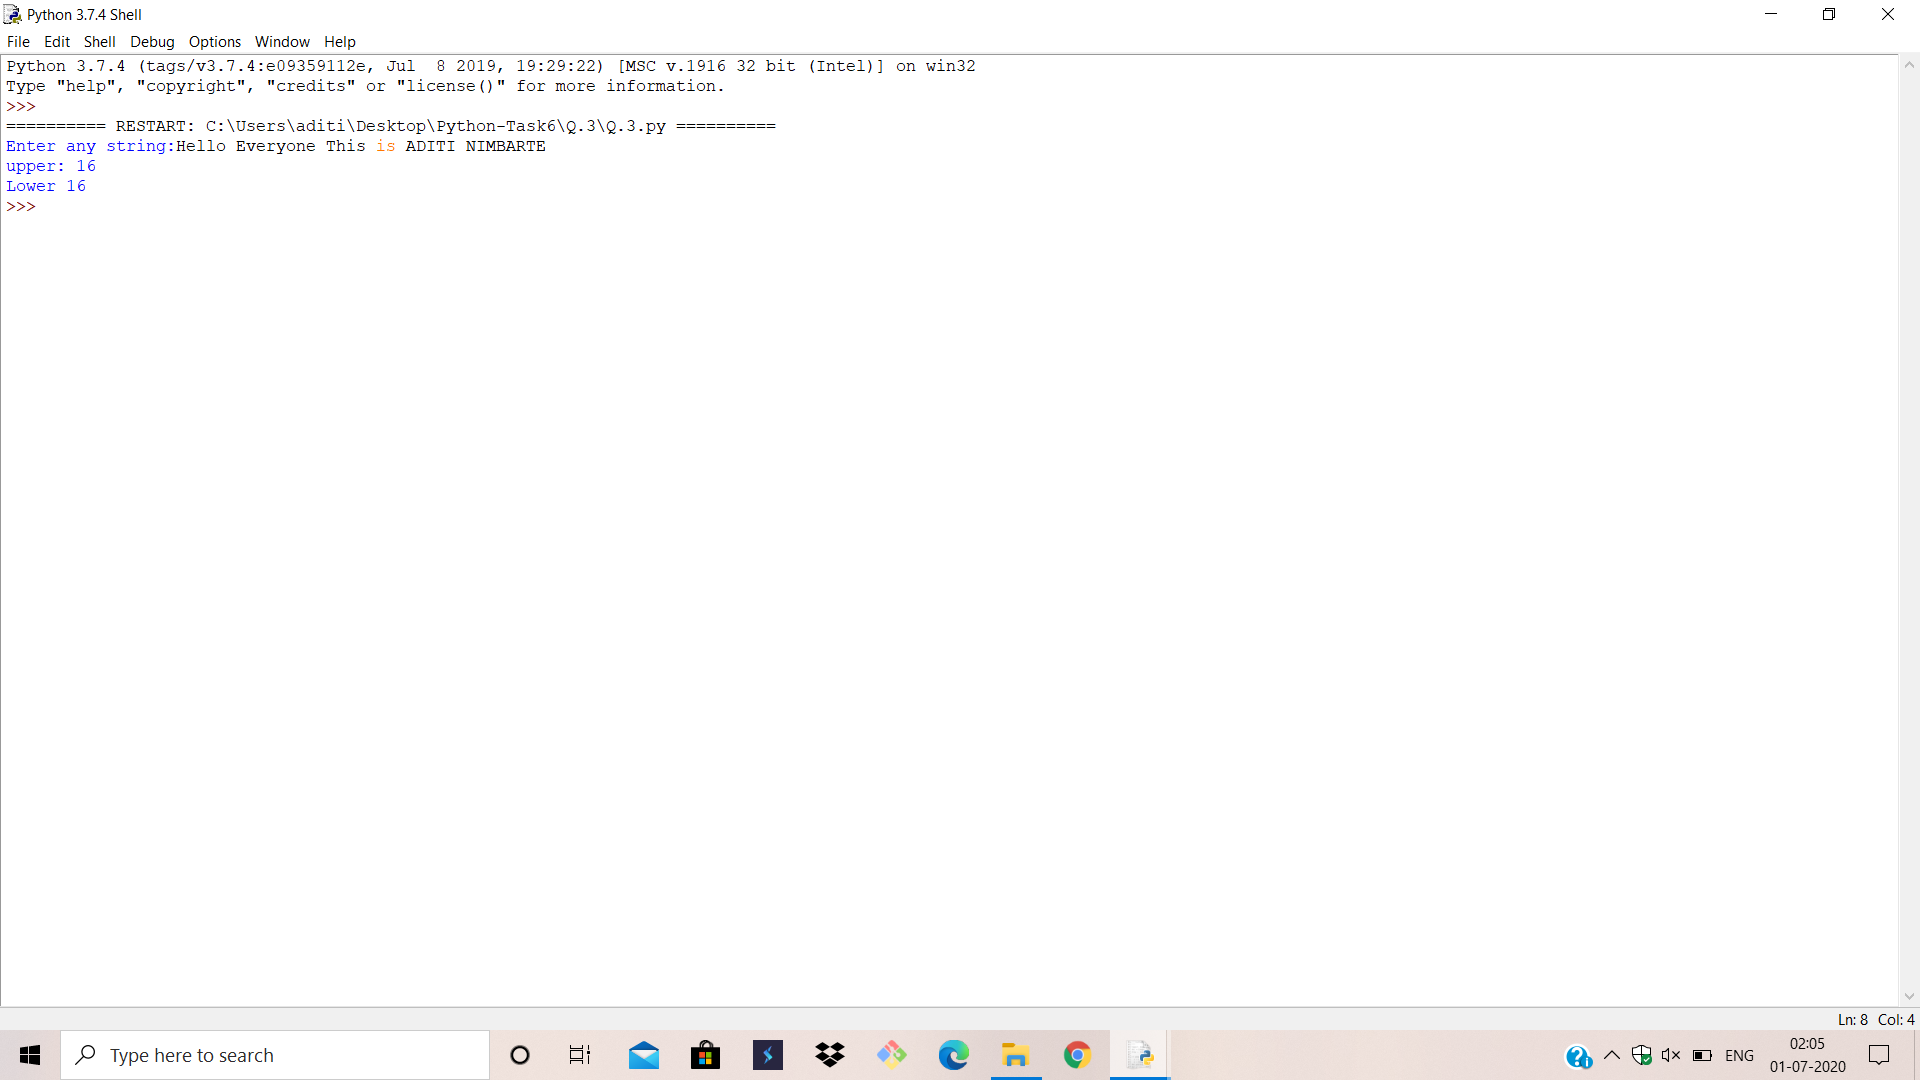 Python 3.7.4 Shell
File Edit Shell Debug Options Window Help
Python 3.7.4 (tags/v3.7.4:e09359112e, Jul  8 2019, 19:29:22) [MSC v.1916 32 bit (Intel)] on win32
Type "help", "copyright", "credits" or "license()" for more information.
>>>
========== RESTART: C:\Users\aditi\Desktop\Python-Task6\Q.3\Q.3.py ==========
Enter any string:Hello Everyone This is ADITI NIMBARTE
upper: 16
Lower 16
>>>
Ln: 8 Col: 4
Type here to search
ENG
02:05
01-07-2020